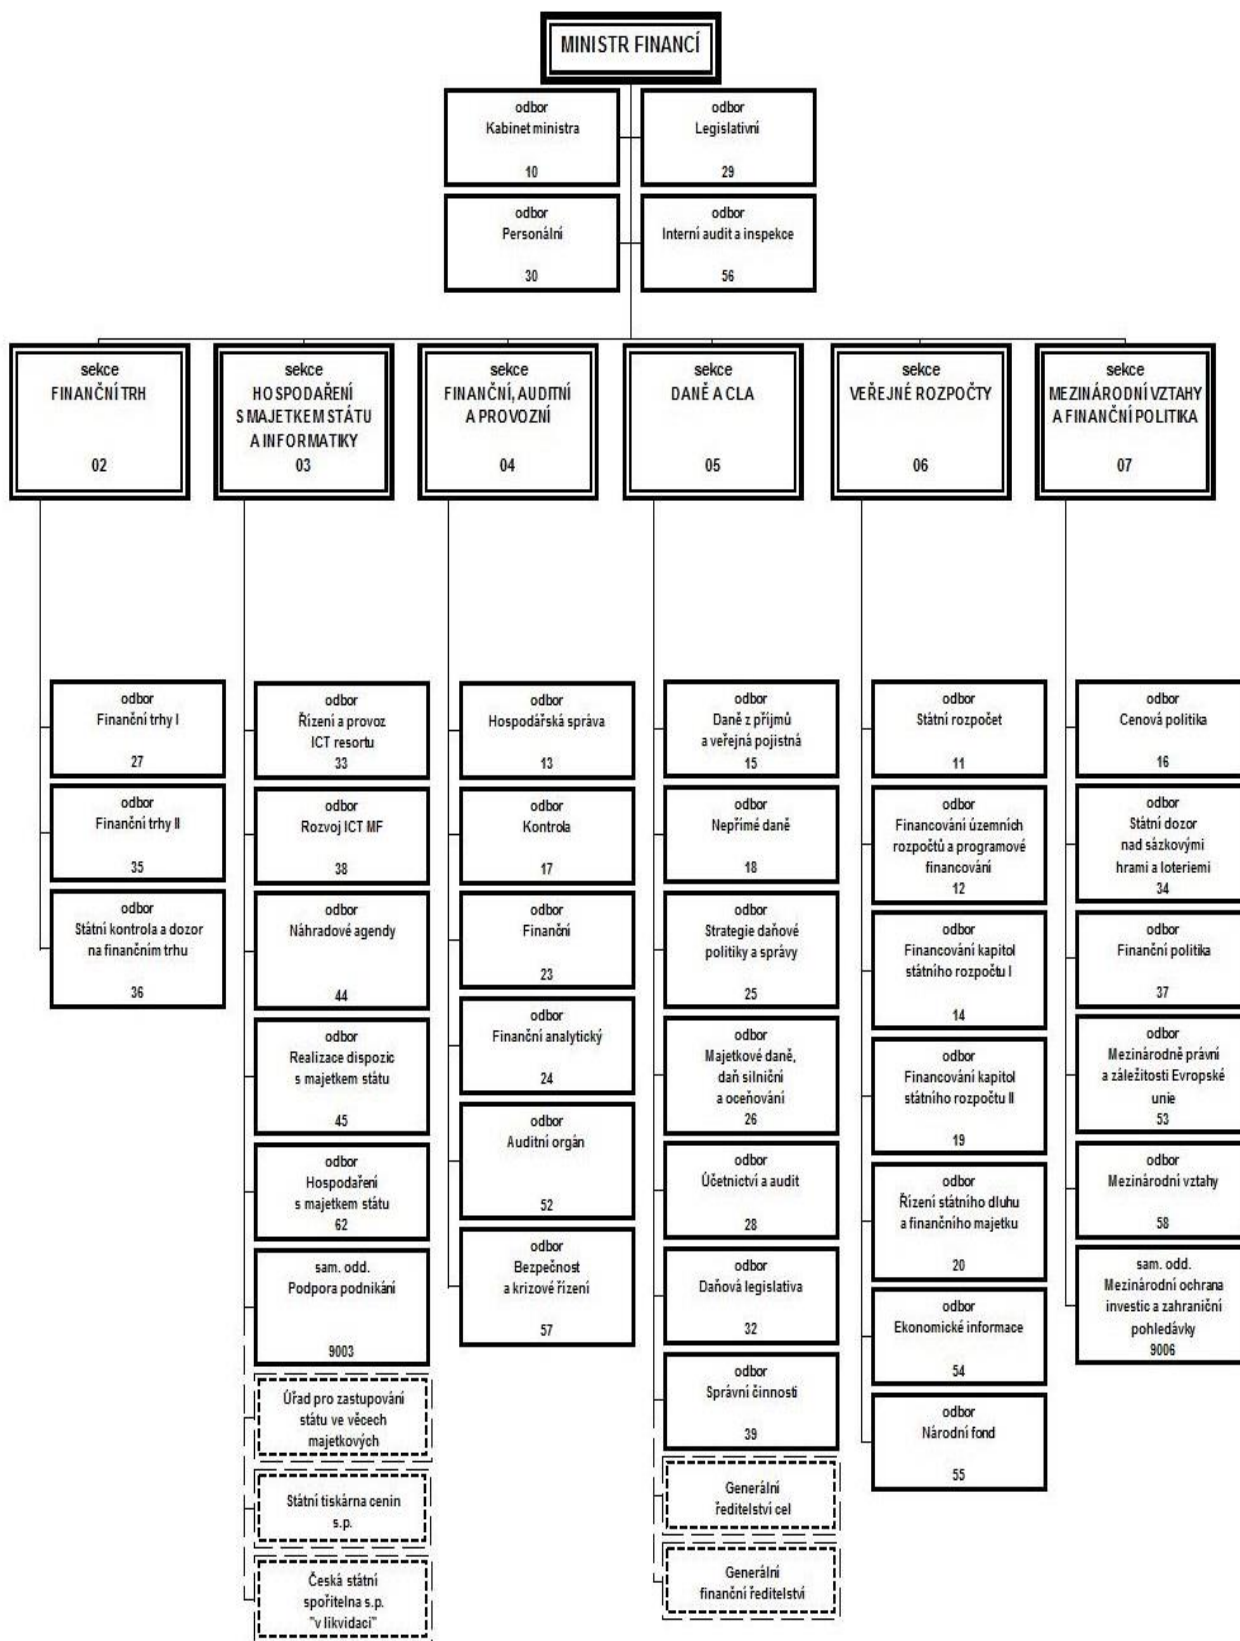 MINISTR FINANCÍ
odbor
Kabinet ministra
10
odbor
Legislativní
29
odbor
Personální
30
odbor
Interní audit a inspekce
56
sekce
FINANČNÍ TRH
02
sekce
HOSPODAŘENÍ
S MAJETKEM STÁTU
A INFORMATIKY
03
sekce
FINANČNÍ, AUDITNÍ
A PROVOZNÍ
04
sekce
DANĚ A CLA
05
sekce
VEŘEJNÉ ROZPOČTY
06
sekce
MEZINÁRODNÍ VZTAHY
A FINANČNÍ POLITIKA
07
odbor
Finanční trhy I
27
odbor
Finanční trhy II
35
odbor
Státní kontrola a dozor
na finančním trhu
36
odbor
Řízení a provoz
ICT resortu
33
odbor
Rozvoj ICT MF
38
odbor
Náhradové agendy
44
odbor
Realizace dispozic
s majetkem státu
45
odbor
Hospodaření
s majetkem státu
62
sam. odd.
Podpora podnikání
9003
Úřad pro zastupování
státu ve věcech
majetkových
Státní tiskárna cenin
s.p.
Česká státní
spořitelna s.p.
"v likvidaci"
odbor
Hospodářská správa
13
odbor
Kontrola
17
odbor
Finanční
23
odbor
Finanční analytický
24
odbor
Auditní orgán
52
odbor
Bezpečnost
a krizové řízení
57
odbor
Daně z příjmů
a veřejná pojistná
15
odbor
Nepřímé daně
18
odbor
Strategie daňové
politiky a správy
25
odbor
Majetkové daně,
daň silniční
a oceňování
26
odbor
Účetnictví a audit
28
odbor
Daňová legislativa
32
odbor
Správní činnosti
39
Generální
ředitelství cel
Generální
finanční ředitelství
odbor
Státní rozpočet
11
odbor
Financování územních
rozpočtů a programové
financování
12
odbor
Financování kapitol
státního rozpočtu I
14
odbor
Financování kapitol
státního rozpočtu II
19
odbor
Řízení státního dluhu
a finančního majetku
20
odbor
Ekonomické informace
54
odbor
Národní fond
55
odbor
Cenová politika
16
odbor
Státní dozor
nad sázkovými
hrami a loteriemi
34
odbor
Finanční politika
37
odbor
Mezinárodně právní
a záležitosti Evropské
unie
53
odbor
Mezinárodní vztahy
58
sam. odd.
Mezinárodní ochrana
investic a zahraniční
pohledávky
9006